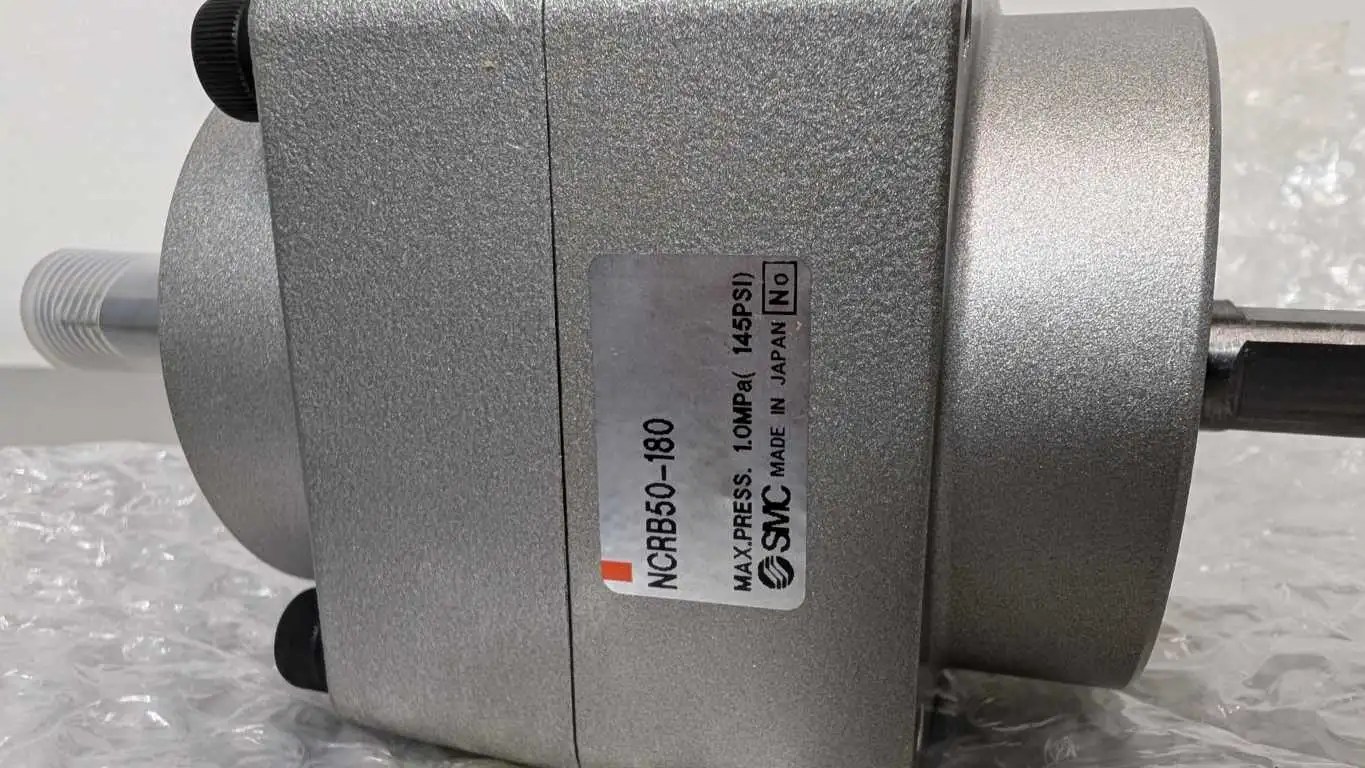 NCRB50-180
MAX.PRESS. 1.0MPa( 145PSI)
SMC MADE IN JAPAN No